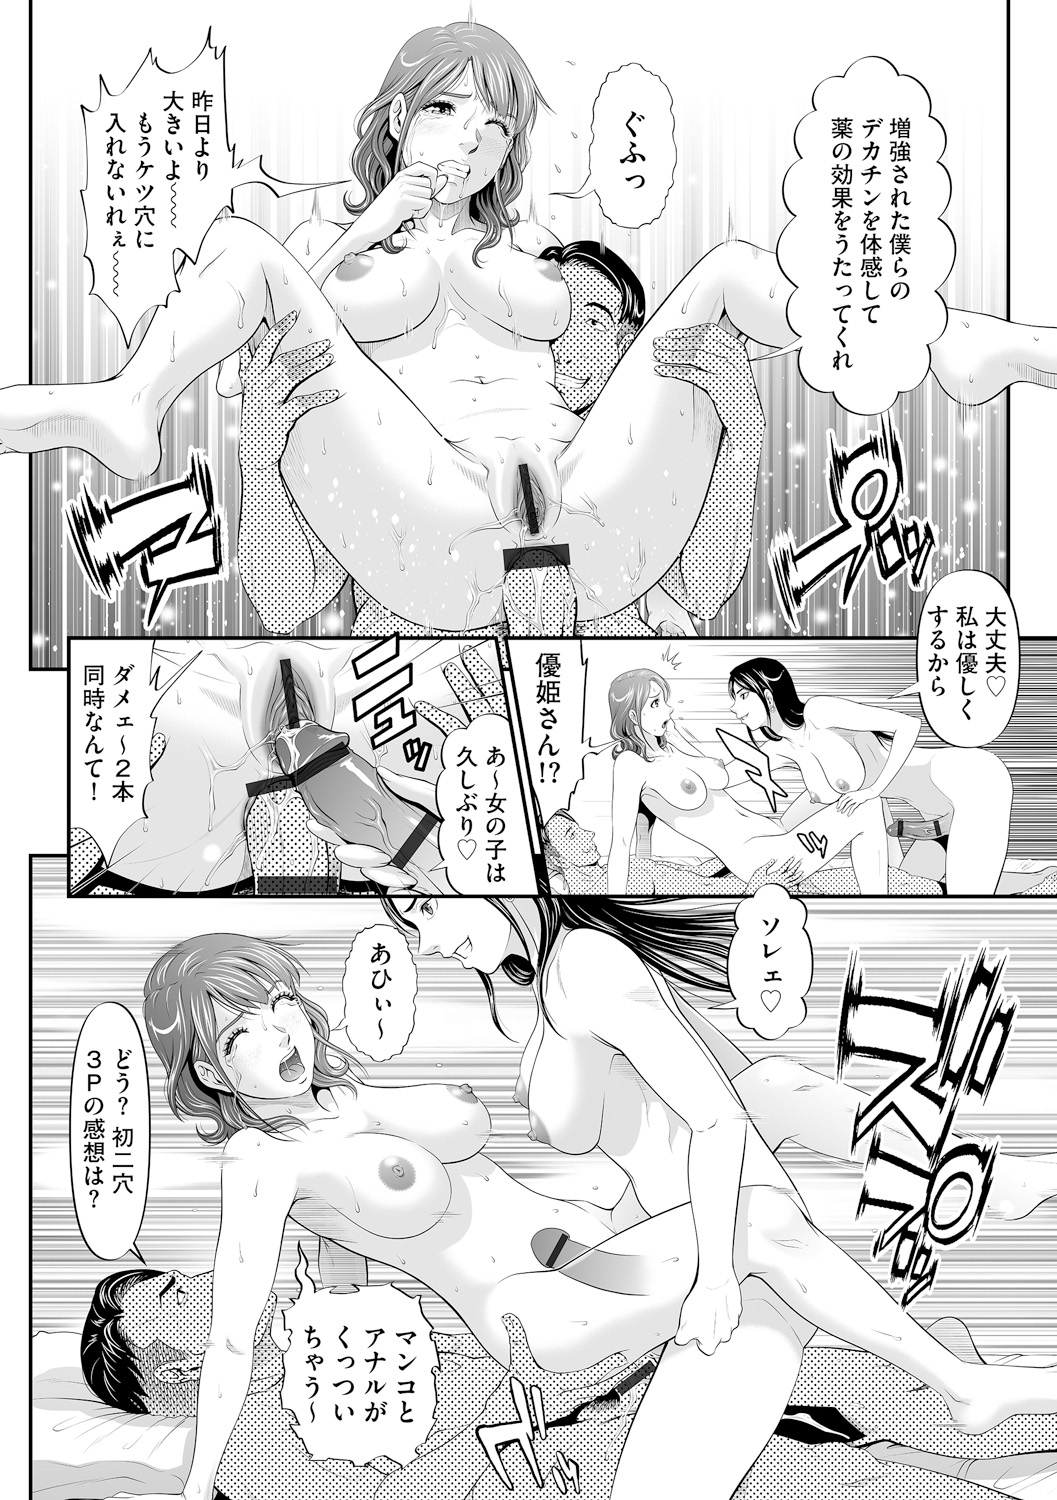 増強された僕らの
デカチンを体感して
薬の効果をうたってくれ
ぐふっ
昨日より
大きいよ～～～
もうケツ穴に
入れないれぇ～～～
大丈夫♡
私は優しく
するから
優姫さん!?
あ～女の子は
久しぶり♡
ニュッ
ダメェ～2本
同時なんて！
ソレェ♡
あひぃ～
どう？初二穴
3Pの感想は？
マンコと
アナルが
くっつい
ちゃう～